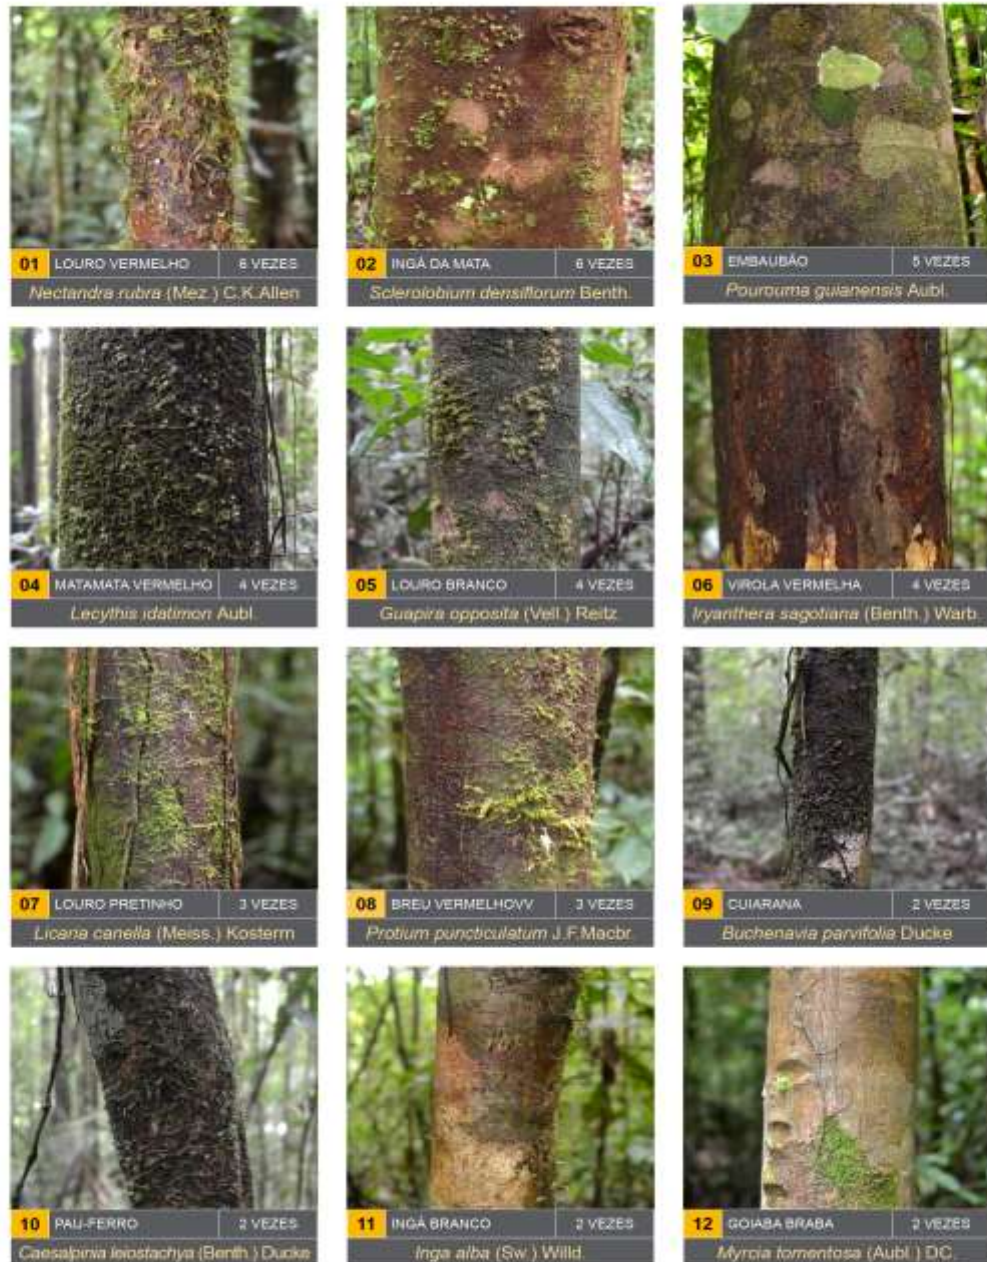 01 LOURO VERMELHO 6 VEZES
Nectandra rubra (Mez.) C.K.Allen
02 INGÁ DA MATA 6 VEZES
Sclerolobium densiflorum Benth.
03 EMBAUBÃO 5 VEZES
Pourouma guianensis Aubl.
04 MATAMATA VERMELHO 4 VEZES
Lecythis idatimon Aubl.
05 LOURO BRANCO 4 VEZES
Guapira opposita (Vell.) Reitz
06 VIROLA VERMELHA 4 VEZES
Iryanthera sagotiana (Benth.) Warb.
07 LOURO PRETINHO 3 VEZES
Licaria canella (Meiss.) Kosterm
08 BREU VERMELHOVV 3 VEZES
Protium puncticulatum J.F.Macbr.
09 CUIARANA 2 VEZES
Buchenavia parvifolia Ducke
10 PAU-FERRO 2 VEZES
Caesalpinia leiostachya (Benth.) Ducke
11 INGÁ BRANCO 2 VEZES
Inga alba (Sw.) Willd.
12 GOIABA BRABA 2 VEZES
Myrcia tomentosa (Aubl.) DC.